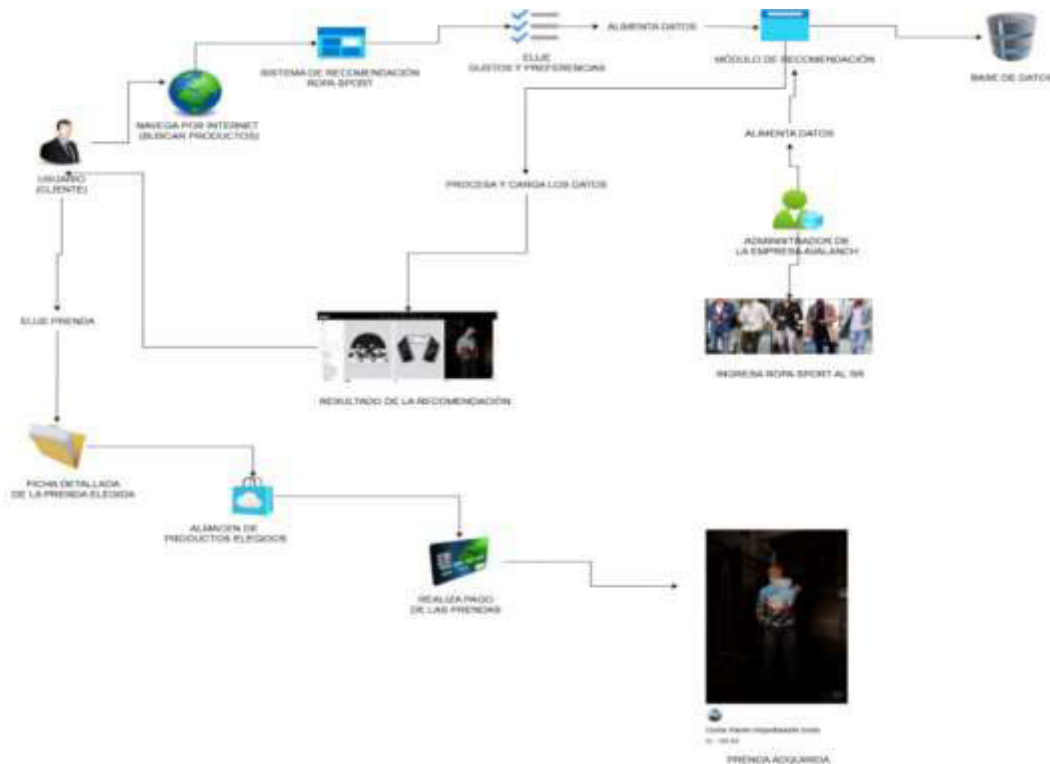 ALIMENTA DATOS
SISTEMA DE RECOMENDACIÓN
ROPA-SPORT
ELIJE
GUSTOS Y PREFERENCIAS
MÓDULO DE RECOMENDACIÓN
BASE DE DATOS
NAVEGA POR INTERNET
(BUSCAR PRODUCTOS)
ALIMENTA DATOS
USUARIO
(CLIENTE)
PROCESA Y CARGA LOS DATOS
ADMINISTRADOR DE
LA EMPRESA AVALANCH
ELIJE PRENDA
INGRESA ROPA-SPORT AL SR
RESULTADO DE LA RECOMENDACIÓN
FICHA DETALLADA
DE LA PRENDA ELEGIDA
ALMACEN DE
PRODUCTOS ELEGIDOS
REALIZA PAGO
DE LAS PRENDAS
PRENDA ADQUIRIDA